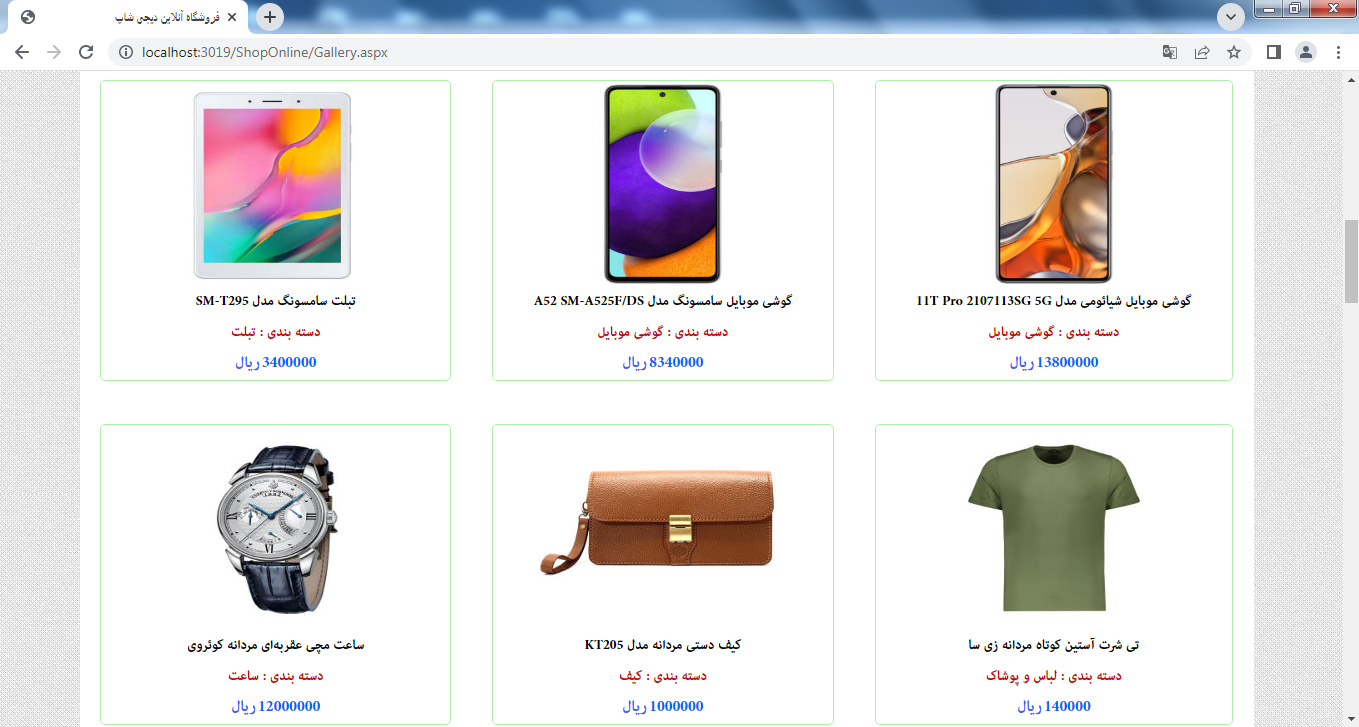 فروشگاه آنلاین دیجی شاپ
localhost:3019/ShopOnline/Gallery.aspx
گوشی موبایل شیائومی مدل 11T Pro 2107113SG 5G
دسته بندی : گوشی موبایل
13800000 ریال
گوشی موبایل سامسونگ مدل A52 SM-A525F/DS
دسته بندی : گوشی موبایل
8340000 ریال
تبلت سامسونگ مدل SM-T295
دسته بندی : تبلت
3400000 ریال
تی شرت آستین کوتاه مردانه زی سا
دسته بندی : لباس و پوشاک
140000 ریال
کیف دستی مردانه مدل KT205
دسته بندی : کیف
1000000 ریال
ساعت مچی عقربه‌ای مردانه کوئروی
دسته بندی : ساعت
12000000 ریال